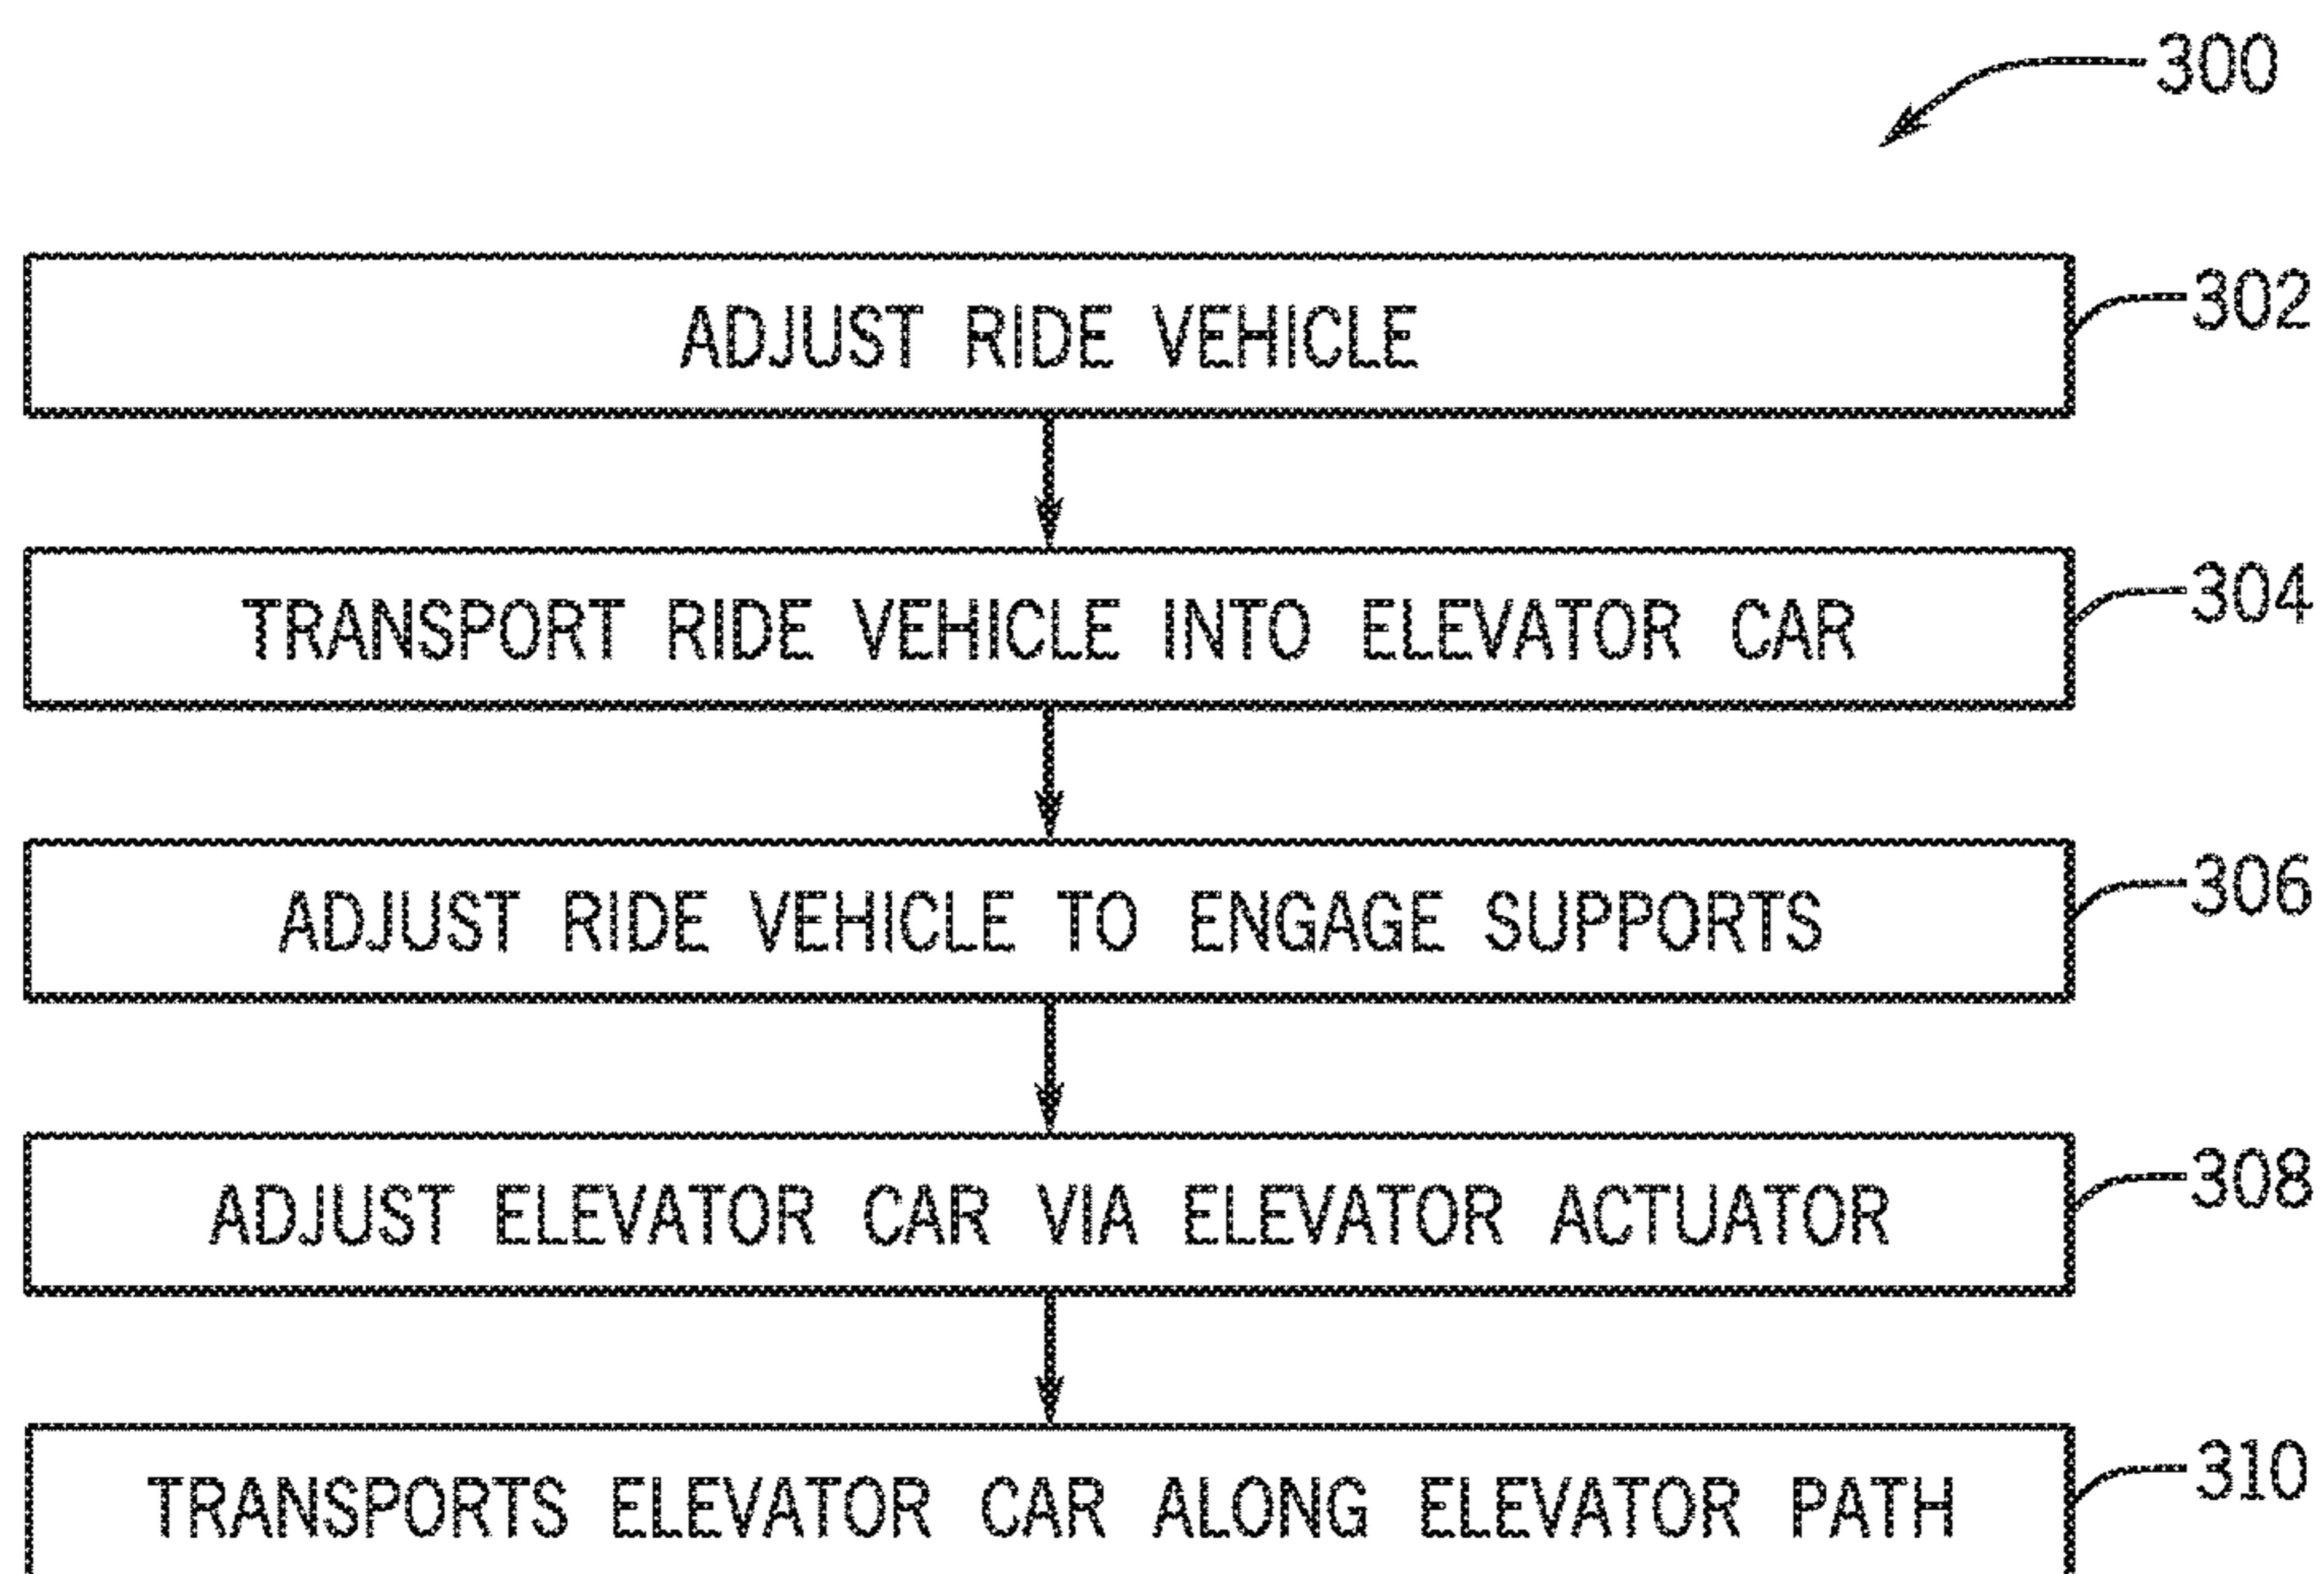 300
ADJUST RIDE VEHICLE
302
TRANSPORT RIDE VEHICLE INTO ELEVATOR CAR
304
ADJUST RIDE VEHICLE TO ENGAGE SUPPORTS
306
ADJUST ELEVATOR CAR VIA ELEVATOR ACTUATOR
308
TRANSPORTS ELEVATOR CAR ALONG ELEVATOR PATH
310